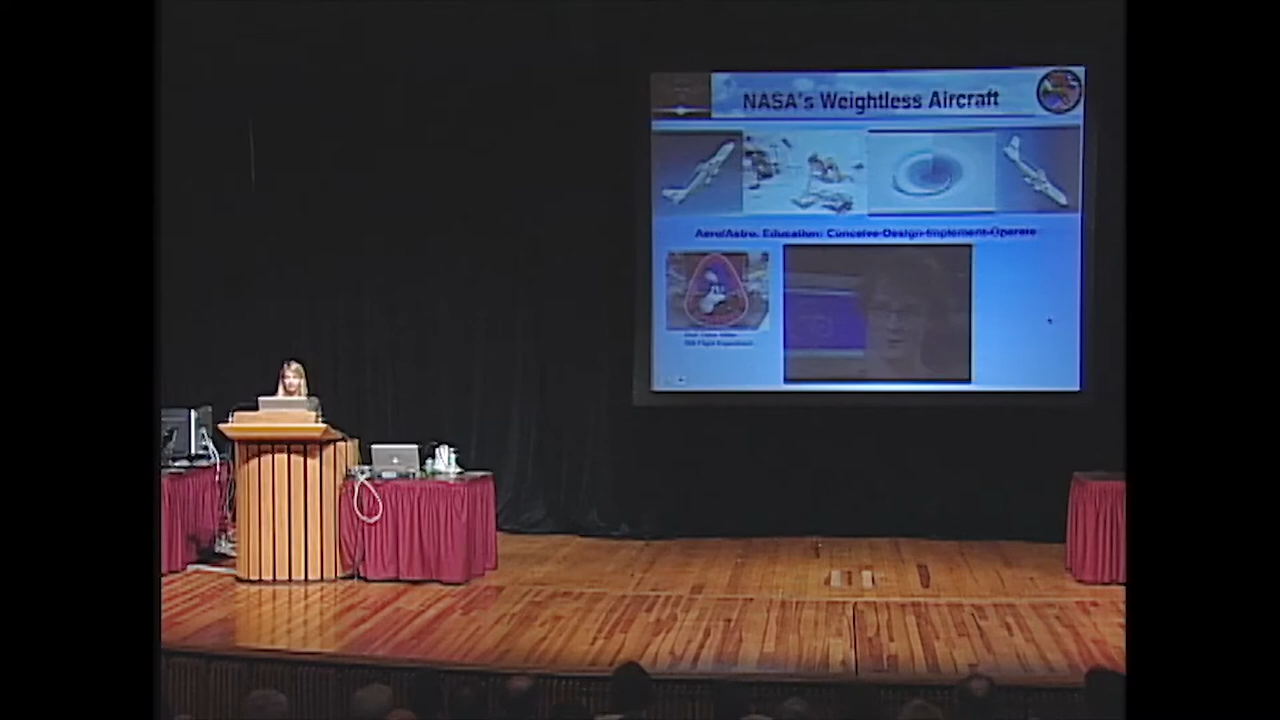 NASA's Weightless Aircraft
Aero/Astro. Education: Conceive-Design-Implement-Operate